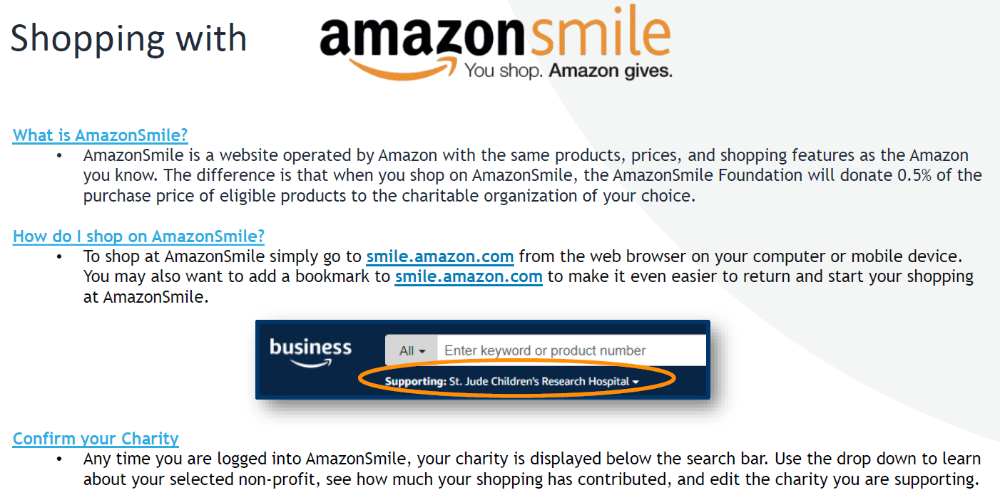 Shopping with
amazonsmile
You shop. Amazon gives.
What is AmazonSmile?
• AmazonSmile is a website operated by Amazon with the same products, prices, and shopping features as the Amazon
you know. The difference is that when you shop on AmazonSmile, the AmazonSmile Foundation will donate 0.5% of the
purchase price of eligible products to the charitable organization of your choice.
How do I shop on AmazonSmile?
• To shop at AmazonSmile simply go to smile.amazon.com from the web browser on your computer or mobile device.
You may also want to add a bookmark to smile.amazon.com to make it even easier to return and start your shopping
at AmazonSmile.
business
All Enter keyword or product number
Supporting: St. Jude Children's Research Hospital
Confirm your Charity
• Any time you are logged into AmazonSmile, your charity is displayed below the search bar. Use the drop down to learn
about your selected non-profit, see how much your shopping has contributed, and edit the charity you are supporting.